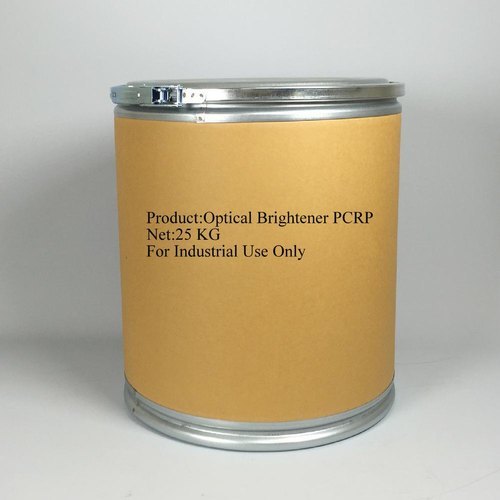 Product:Optical Brightener PCRP
Net:25 KG
For Industrial Use Only